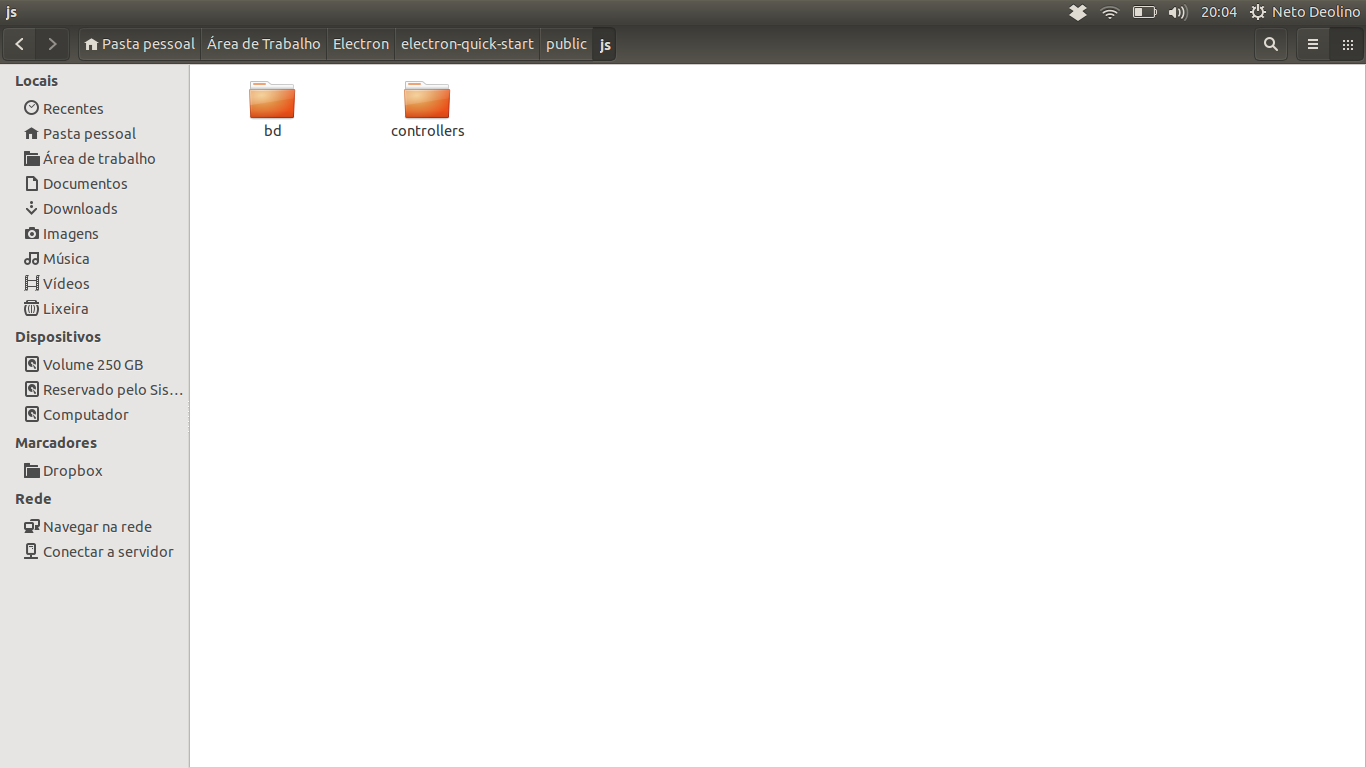 js
20:04 Neto Deolino
Pasta pessoal Área de Trabalho Electron electron-quick-start public js
Locais
Recentes
Pasta pessoal
Área de trabalho
Documentos
Downloads
Imagens
Música
Vídeos
Lixeira
Dispositivos
Volume 250 GB
Reservado pelo Sis...
Computador
Marcadores
Dropbox
Rede
Navegar na rede
Conectar a servidor
bd
controllers